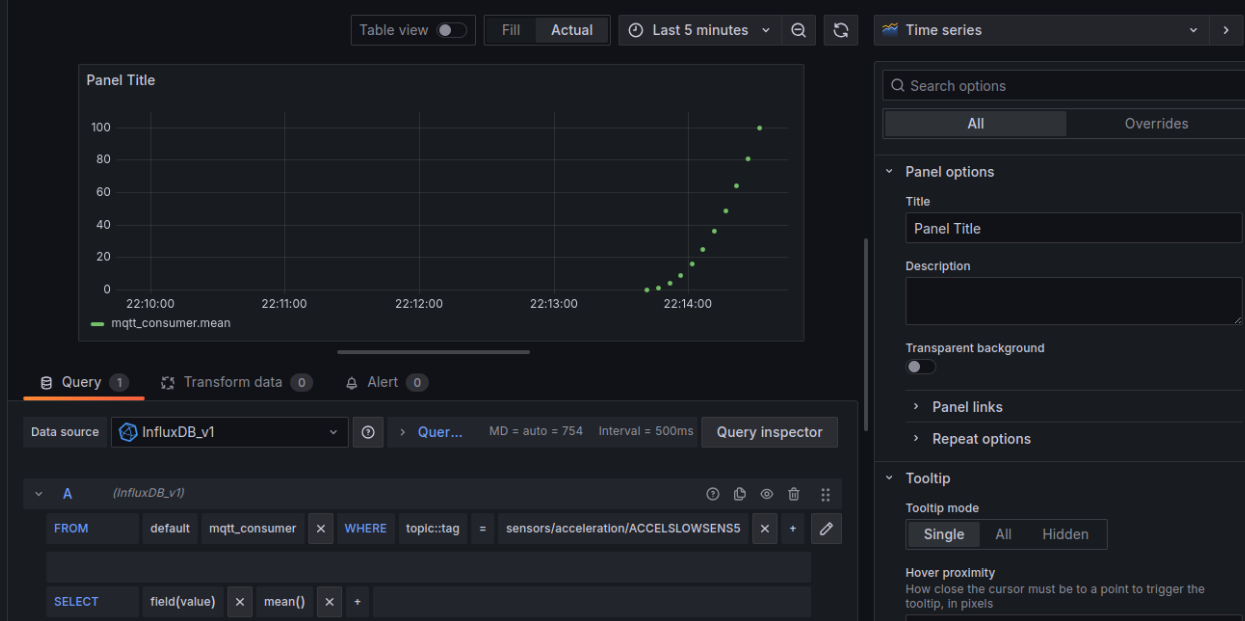 Table view Fill Actual Last 5 minutes Time series
Panel Title
Search options
All Overrides
100
80
60
40
20
0
22:10:00 22:11:00 22:12:00 22:13:00 22:14:00
mqtt_consumer.mean
Panel options
Title
Panel Title
Description
Transparent background
Panel links
Repeat options
Query 1 Transform data 0 Alert 0
Data source InfluxDB_v1 Quer... MD = auto = 754 Interval = 500ms Query inspector
A (InfluxDB_v1)
FROM default mqtt_consumer WHERE topic::tag = sensors/acceleration/ACCELSLOWSENS5 +
SELECT field(value) mean() +
Tooltip
Tooltip mode
Single All Hidden
Hover proximity
How close the cursor must be to a point to trigger the
tooltip, in pixels